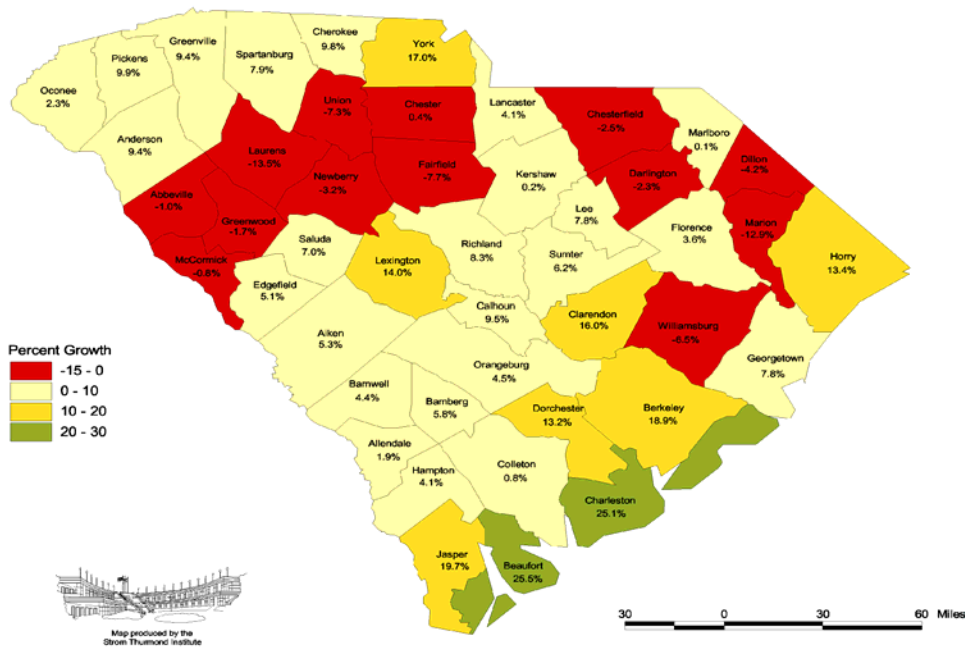 Cherokee
9.8%
York
17.0%
Greenville
9.4%
Spartanburg
7.9%
Pickens
9.9%
Oconee
2.3%
Union
-7.3%
Chester
0.4%
Lancaster
4.1%
Chesterfield
-2.5%
Marlboro
0.1%
Anderson
9.4%
Laurens
-13.5%
Dillon
-4.2%
Newberry
-3.2%
Fairfield
-7.7%
Kershaw
0.2%
Darlington
-2.3%
Abbeville
-1.0%
Greenwood
-1.7%
Lee
7.8%
Florence
3.6%
Marion
-12.9%
Saluda
7.0%
Richland
8.3%
Sumter
6.2%
Horry
13.4%
McCormick
-0.8%
Lexington
14.0%
Edgefield
5.1%
Calhoun
9.5%
Clarendon
16.0%
Williamsburg
Aiken
5.3%
Georgetown
7.8%
Orangeburg
4.5%
Barnwell
4.4%
Bamberg
5.8%
Dorchester
13.2%
Berkeley
18.9%
Allendale
1.9%
Hampton
4.1%
Colleton
0.8%
Charleston
25.1%
Jasper
19.7%
Beaufort
25.5%
Percent Growth
-15 - 0
0 - 10
10 - 20
20 - 30
Map produced by the
Strom Thurmond Institute
30 0 30 60 Miles